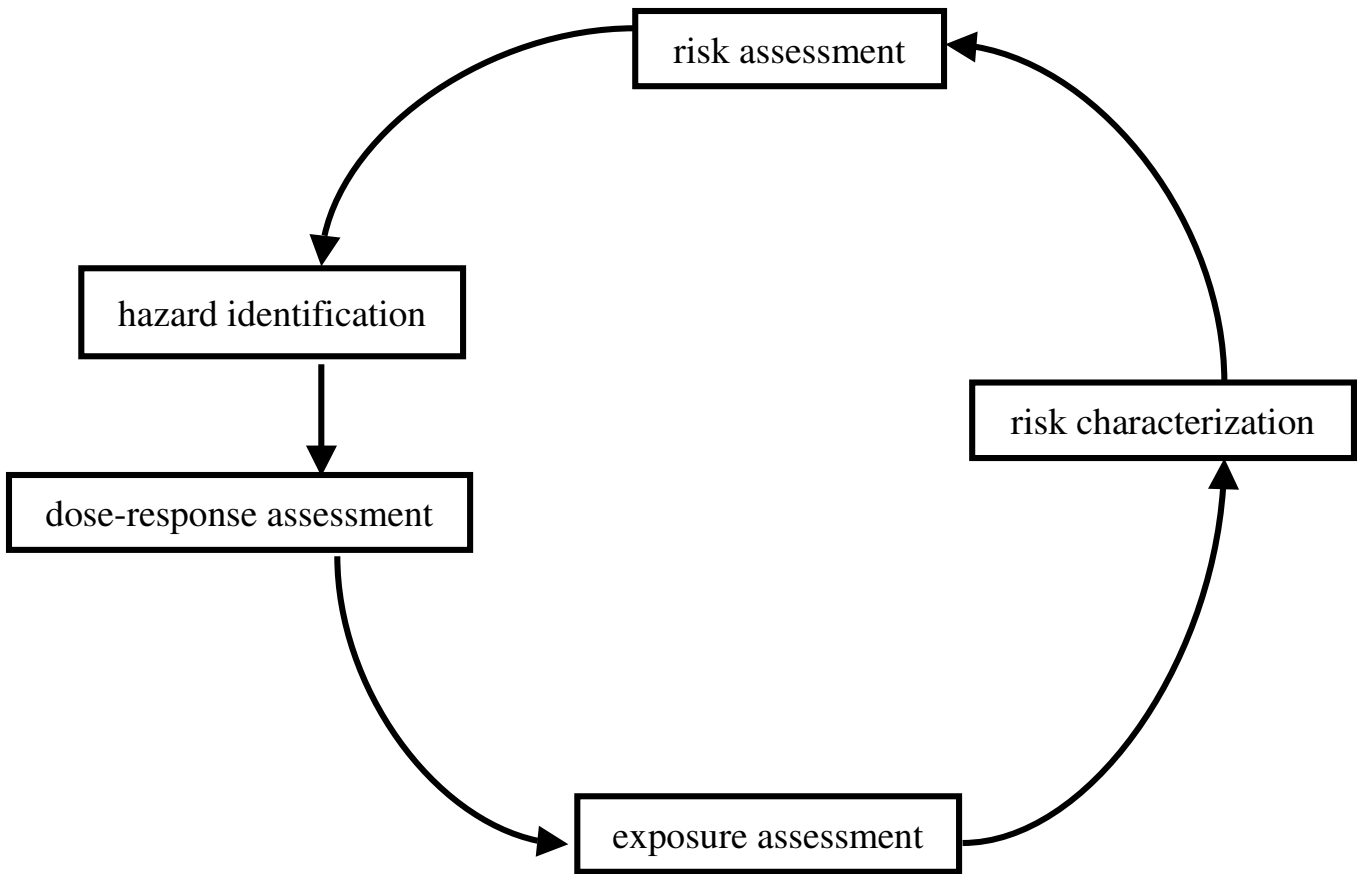 risk assessment
hazard identification
dose-response assessment
exposure assessment
risk characterization